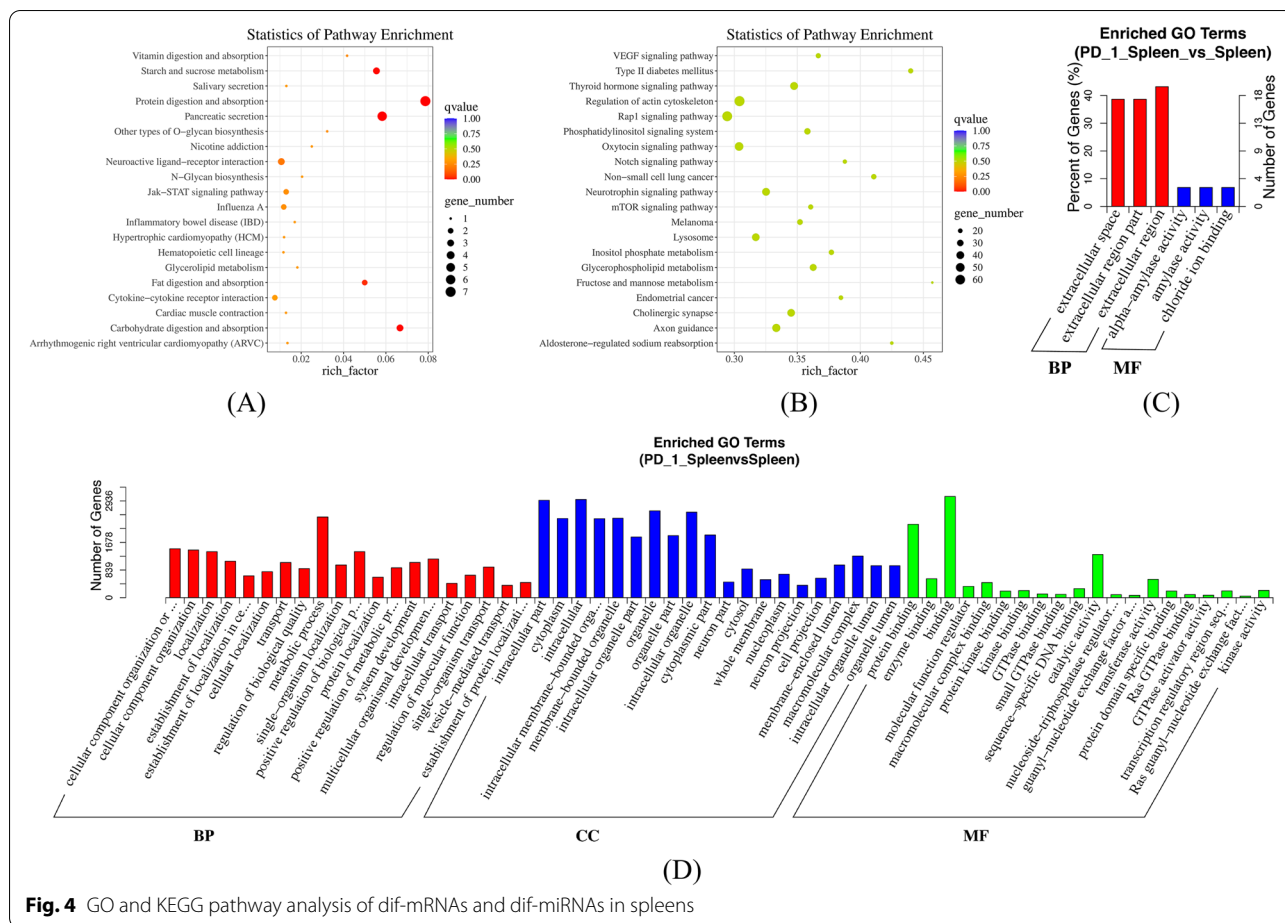 Statistics of Pathway Enrichment
Vitamin digestion and absorption
Starch and sucrose metabolism
Salivary secretion
Protein digestion and absorption
Pancreatic secretion
Other types of O−glycan biosynthesis
Nicotine addiction
Neuroactive ligand−receptor interaction
N−Glycan biosynthesis
Jak−STAT signaling pathway
Influenza A
Inflammatory bowel disease (IBD)
Hypertrophic cardiomyopathy (HCM)
Hematopoietic cell lineage
Glycerolipid metabolism
Fat digestion and absorption
Cytokine−cytokine receptor interaction
Cardiac muscle contraction
Carbohydrate digestion and absorption
Arrhythmogenic right ventricular cardiomyopathy (ARVC)
0.02 0.04 0.06 0.08
rich_factor
qvalue
1.00
0.75
0.50
0.25
0.00
gene_number
1
2
3
4
5
6
7
(A)
Statistics of Pathway Enrichment
VEGF signaling pathway
Type II diabetes mellitus
Thyroid hormone signaling pathway
Regulation of actin cytoskeleton
Rap1 signaling pathway
Phosphatidylinositol signaling system
Oxytocin signaling pathway
Notch signaling pathway
Non−small cell lung cancer
Neurotrophin signaling pathway
mTOR signaling pathway
Melanoma
Lysosome
Inositol phosphate metabolism
Glycerophospholipid metabolism
Fructose and mannose metabolism
Endometrial cancer
Cholinergic synapse
Axon guidance
Aldosterone−regulated sodium reabsorption
0.30 0.35 0.40 0.45
rich_factor
qvalue
1.00
0.75
0.50
0.25
0.00
gene_number
20
30
40
50
60
(B)
Enriched GO Terms
(PD_1_Spleen_vs_Spleen)
Percent of Genes (%)
40
30
20
10
0
Number of Genes
18
13
9
4
0
extracellular space
extracellular region part
extracellular region
alpha−amylase activity
amylase activity
chloride ion binding
BP MF
(C)
Enriched GO Terms
(PD_1_SpleenvsSpleen)
Number of Genes
2936
1678
839
0
cellular component organization or ...
cellular component organization
localization
establishment of localization
establishment of localization in ce...
cellular localization
transport
regulation of biological quality
metabolic process
single−organism localization
positive regulation of biological p...
protein localization
positive regulation of metabolic pr...
system development
multicellular organismal developmen...
intracellular transport
regulation of molecular function
single−organism transport
vesicle−mediated transport
establishment of protein localizati...
intracellular part
cytoplasm
intracellular
intracellular membrane−bounded orga...
membrane−bounded organelle
intracellular organelle part
organelle
organelle part
intracellular organelle
cytoplasmic part
neuron part
cytosol
whole membrane
nucleoplasm
neuron projection
cell projection
membrane−enclosed lumen
macromolecular complex
intracellular organelle lumen
organelle lumen
protein binding
enzyme binding
binding
molecular function regulator
macromolecular complex binding
protein kinase binding
kinase binding
GTPase binding
small GTPase binding
sequence−specific DNA binding
catalytic activity
nucleoside−triphosphatase regulator...
guanyl−nucleotide exchange factor a...
transferase activity
protein domain specific binding
Ras GTPase binding
GTPase activator activity
transcription regulatory region seq...
Ras guanyl−nucleotide exchange fact...
kinase activity
BP CC MF
(D)
Fig. 4 GO and KEGG pathway analysis of dif-mRNAs and dif-miRNAs in spleens